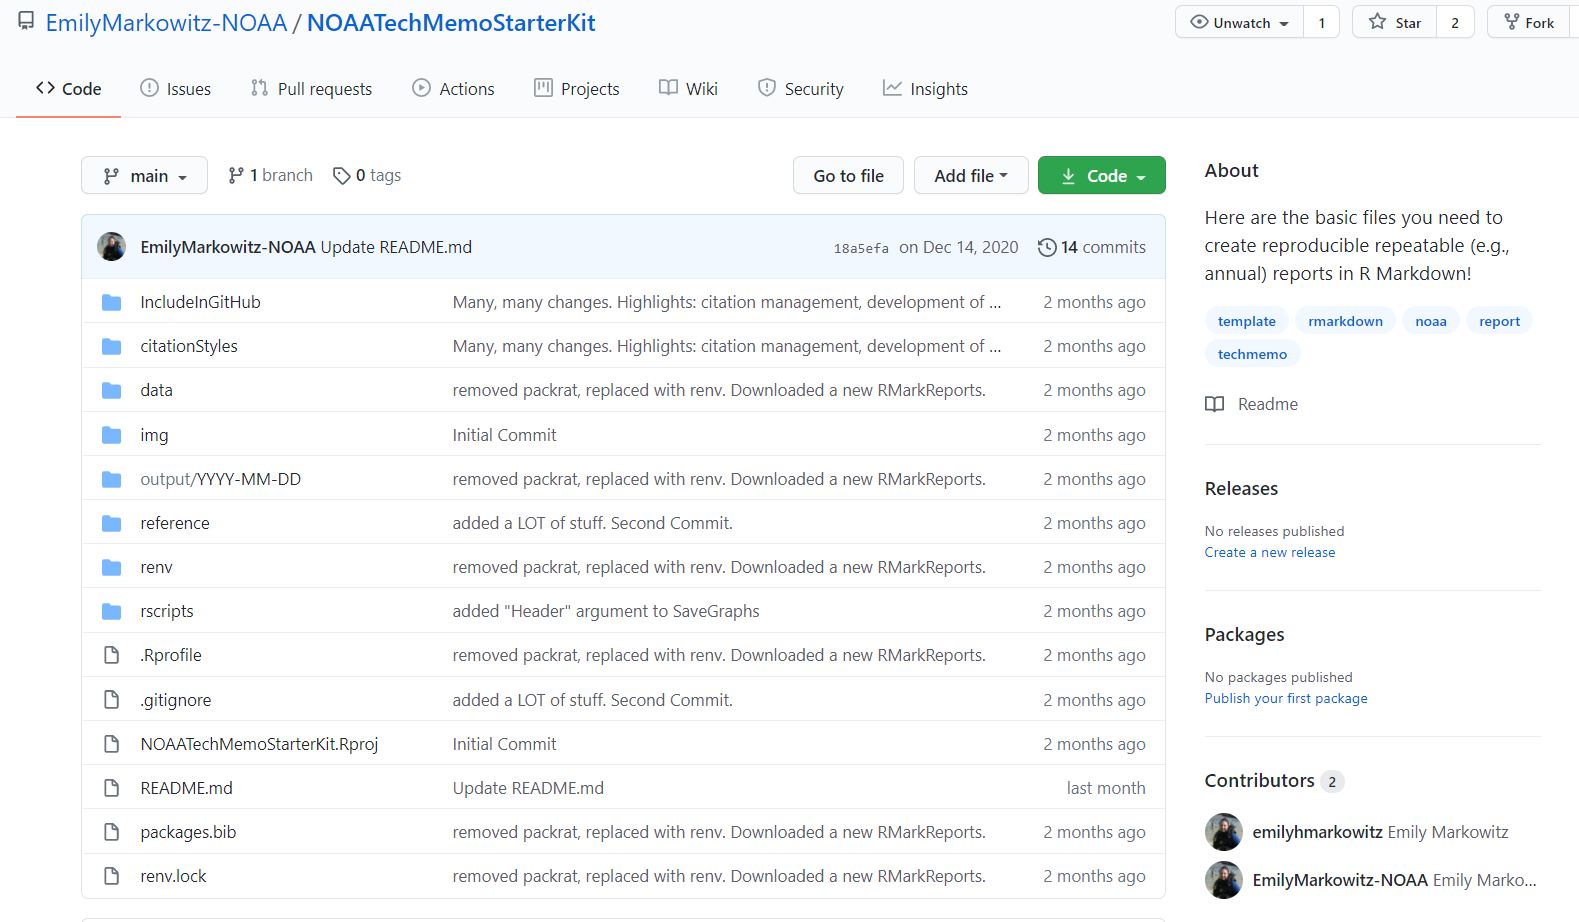 EmilyMarkowitz-NOAA / NOAATechMemoStarterKit
Unwatch 1 Star 2 Fork
Code Issues Pull requests Actions Projects Wiki Security Insights
main 1 branch 0 tags Go to file Add file Code
EmilyMarkowitz-NOAA Update README.md 18a5efa on Dec 14, 2020 14 commits
IncludeInGitHub Many, many changes. Highlights: citation management, development of ... 2 months ago
citationStyles Many, many changes. Highlights: citation management, development of ... 2 months ago
data removed packrat, replaced with renv. Downloaded a new RMarkReports. 2 months ago
img Initial Commit 2 months ago
output/YYYY-MM-DD removed packrat, replaced with renv. Downloaded a new RMarkReports. 2 months ago
reference added a LOT of stuff. Second Commit. 2 months ago
renv removed packrat, replaced with renv. Downloaded a new RMarkReports. 2 months ago
rscripts added "Header" argument to SaveGraphs 2 months ago
.Rprofile removed packrat, replaced with renv. Downloaded a new RMarkReports. 2 months ago
.gitignore added a LOT of stuff. Second Commit. 2 months ago
NOAATechMemoStarterKit.Rproj Initial Commit 2 months ago
README.md Update README.md last month
packages.bib removed packrat, replaced with renv. Downloaded a new RMarkReports. 2 months ago
renv.lock removed packrat, replaced with renv. Downloaded a new RMarkReports. 2 months ago
About
Here are the basic files you need to
create reproducible repeatable (e.g.,
annual) reports in R Markdown!
template rmarkdown noaa report
techmemo
Readme
Releases
No releases published
Create a new release
Packages
No packages published
Publish your first package
Contributors 2
emilyhmarkowitz Emily Markowitz
EmilyMarkowitz-NOAA Emily Marko...